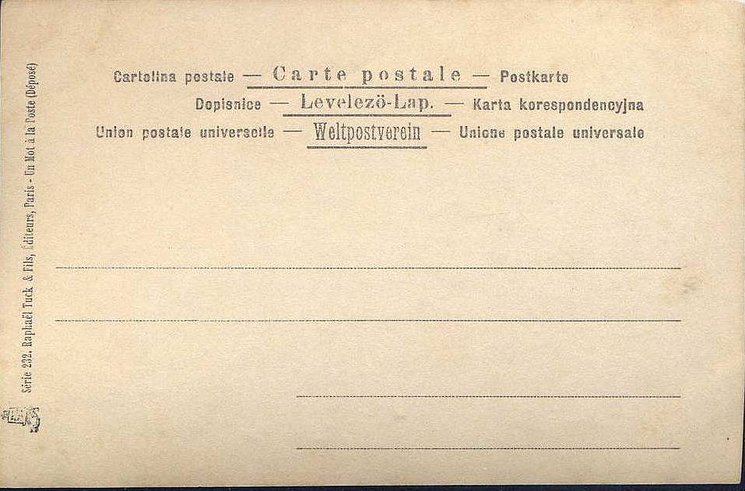 Cartolina postale — Carte postale — Postkarte
Dopisnice — Levelezö-Lap. — Karta korespondencyjna
Union postale universelle — Weltpostverein — Unione postale universale
Série 232. Raphaël Tuck & Fils, Éditeurs, Paris - Un Mot à la Poste (Déposé)